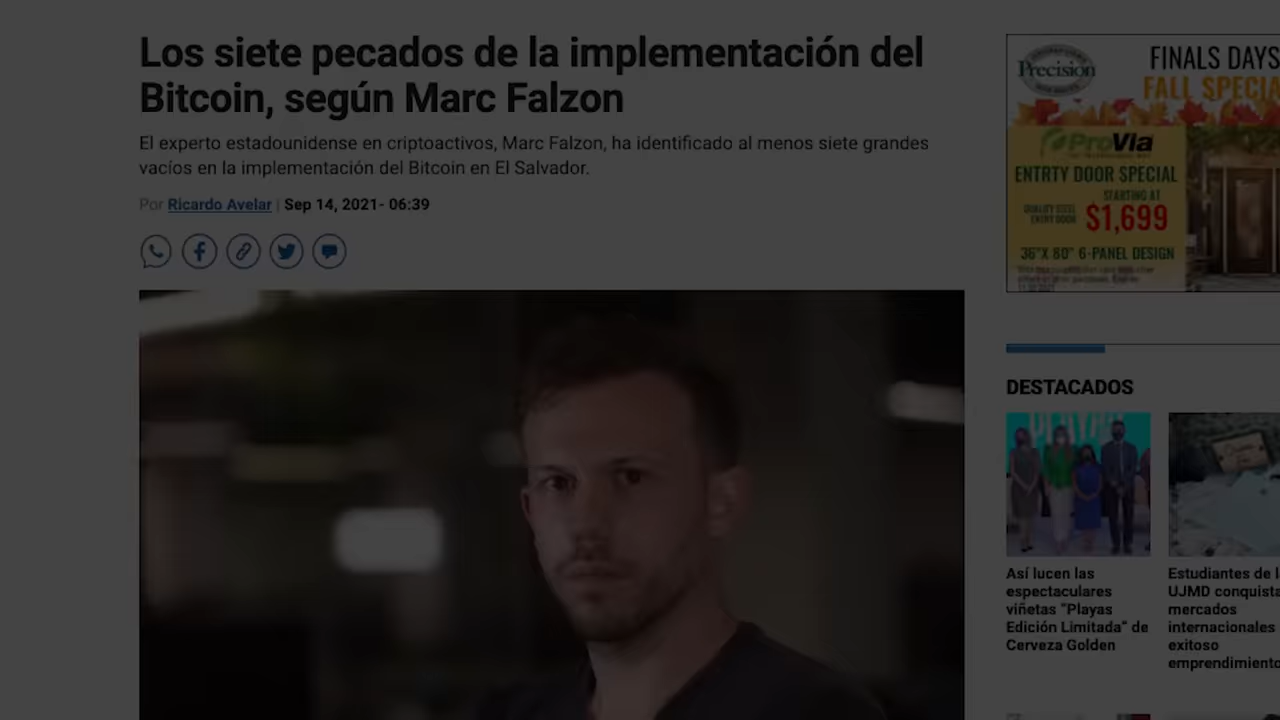 Los siete pecados de la implementación del
Bitcoin, según Marc Falzon
El experto estadounidense en criptoactivos, Marc Falzon, ha identificado al menos siete grandes
vacíos en la implementación del Bitcoin en El Salvador.
Por Ricardo Avelar | Sep 14, 2021- 06:39
Precision
FINALS DAYS
FALL SPECIA
ProVia
ENTRTY DOOR SPECIAL
STARTING AT
QUALITY STEEL
ENTRY DOOR
$1,699
36"X 80" 6-PANEL DESIGN
DESTACADOS
Así lucen las
espectaculares
viñetas "Playas
Edición Limitada" de
Cerveza Golden
Estudiantes de l
UJMD conquista
mercados
internacionales
exitoso
emprendimiento